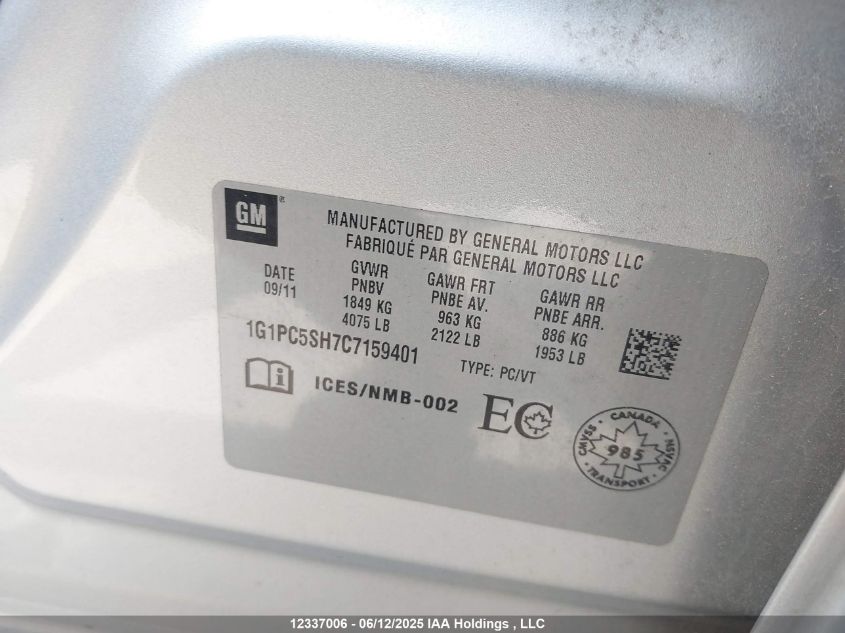 GM®
MANUFACTURED BY GENERAL MOTORS LLC
FABRIQUÉ PAR GENERAL MOTORS LLC
DATE GVWR GAWR FRT GAWR RR
09/11 PNBV PNBE AV. PNBE ARR.
1849 KG 963 KG 886 KG
4075 LB 2122 LB 1953 LB
1G1PC5SH7C7159401 TYPE: PC/VT
i ICES/NMB-002 EC
CANADA
CMVSS 985 NSVAC
TRANSPORT
12337006 - 06/12/2025 IAA Holdings , LLC